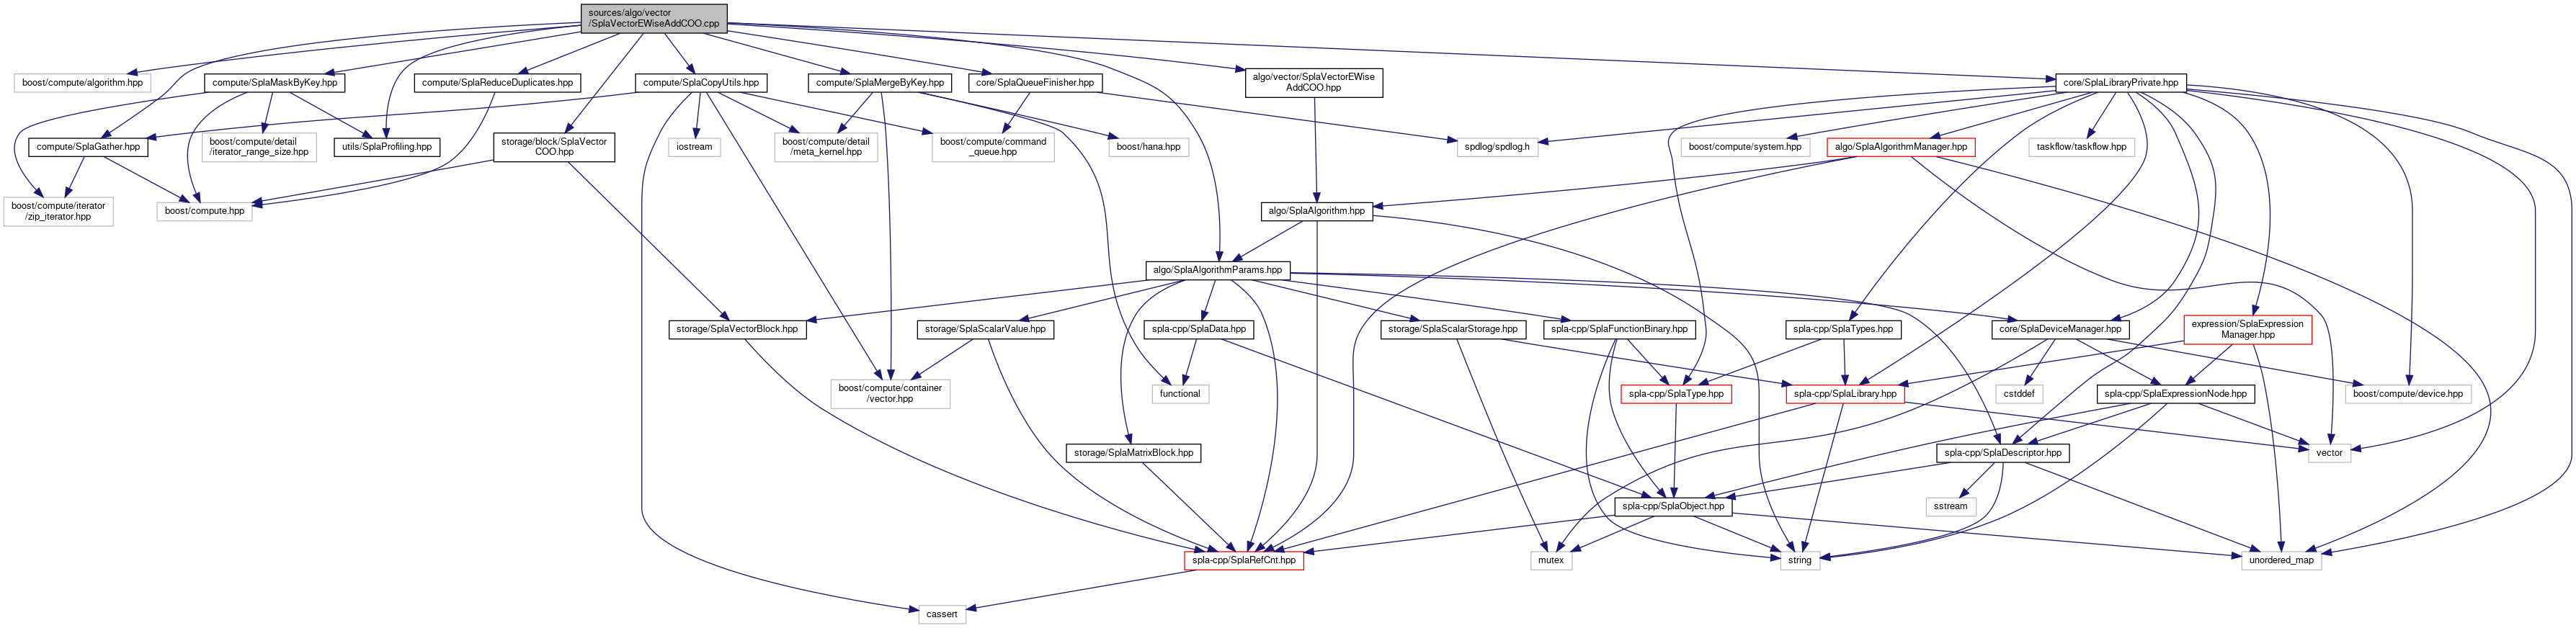 sources/algo/vector
/SplaVectorEWiseAddCOO.cpp
boost/compute/algorithm.hpp
compute/SplaMaskByKey.hpp
compute/SplaReduceDuplicates.hpp
compute/SplaCopyUtils.hpp
compute/SplaMergeByKey.hpp
core/SplaQueueFinisher.hpp
algo/vector/SplaVectorEWise
AddCOO.hpp
core/SplaLibraryPrivate.hpp
compute/SplaGather.hpp
boost/compute/detail
/iterator_range_size.hpp
utils/SplaProfiling.hpp
storage/block/SplaVector
COO.hpp
iostream
boost/compute/detail
/meta_kernel.hpp
boost/compute/command
_queue.hpp
boost/hana.hpp
spdlog/spdlog.h
boost/compute/system.hpp
algo/SplaAlgorithmManager.hpp
taskflow/taskflow.hpp
boost/compute/iterator
/zip_iterator.hpp
boost/compute.hpp
algo/SplaAlgorithm.hpp
algo/SplaAlgorithmParams.hpp
storage/SplaVectorBlock.hpp
storage/SplaScalarValue.hpp
spla-cpp/SplaData.hpp
storage/SplaScalarStorage.hpp
spla-cpp/SplaFunctionBinary.hpp
spla-cpp/SplaTypes.hpp
core/SplaDeviceManager.hpp
expression/SplaExpression
Manager.hpp
boost/compute/container
/vector.hpp
functional
spla-cpp/SplaType.hpp
spla-cpp/SplaLibrary.hpp
cstddef
spla-cpp/SplaExpressionNode.hpp
boost/compute/device.hpp
storage/SplaMatrixBlock.hpp
spla-cpp/SplaDescriptor.hpp
vector
spla-cpp/SplaObject.hpp
sstream
spla-cpp/SplaRefCnt.hpp
mutex
string
unordered_map
cassert